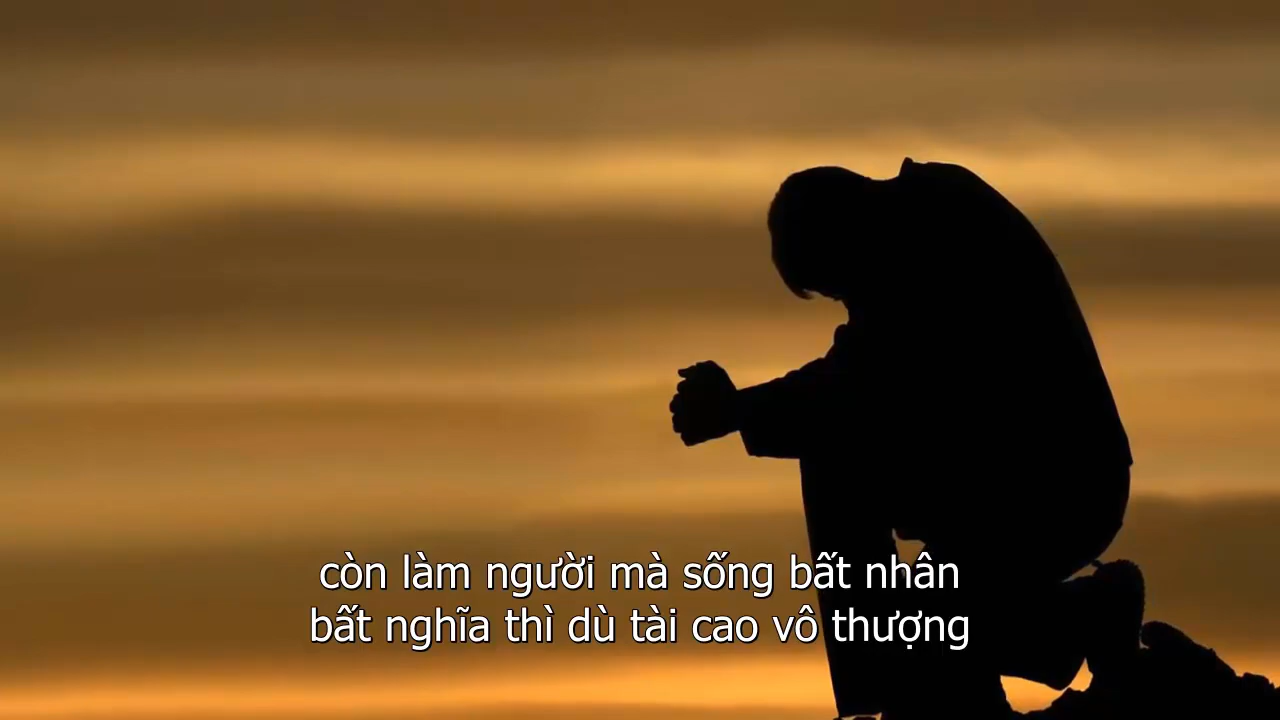 còn làm người mà sống bất nhân
bất nghĩa thì dù tài cao vô thượng